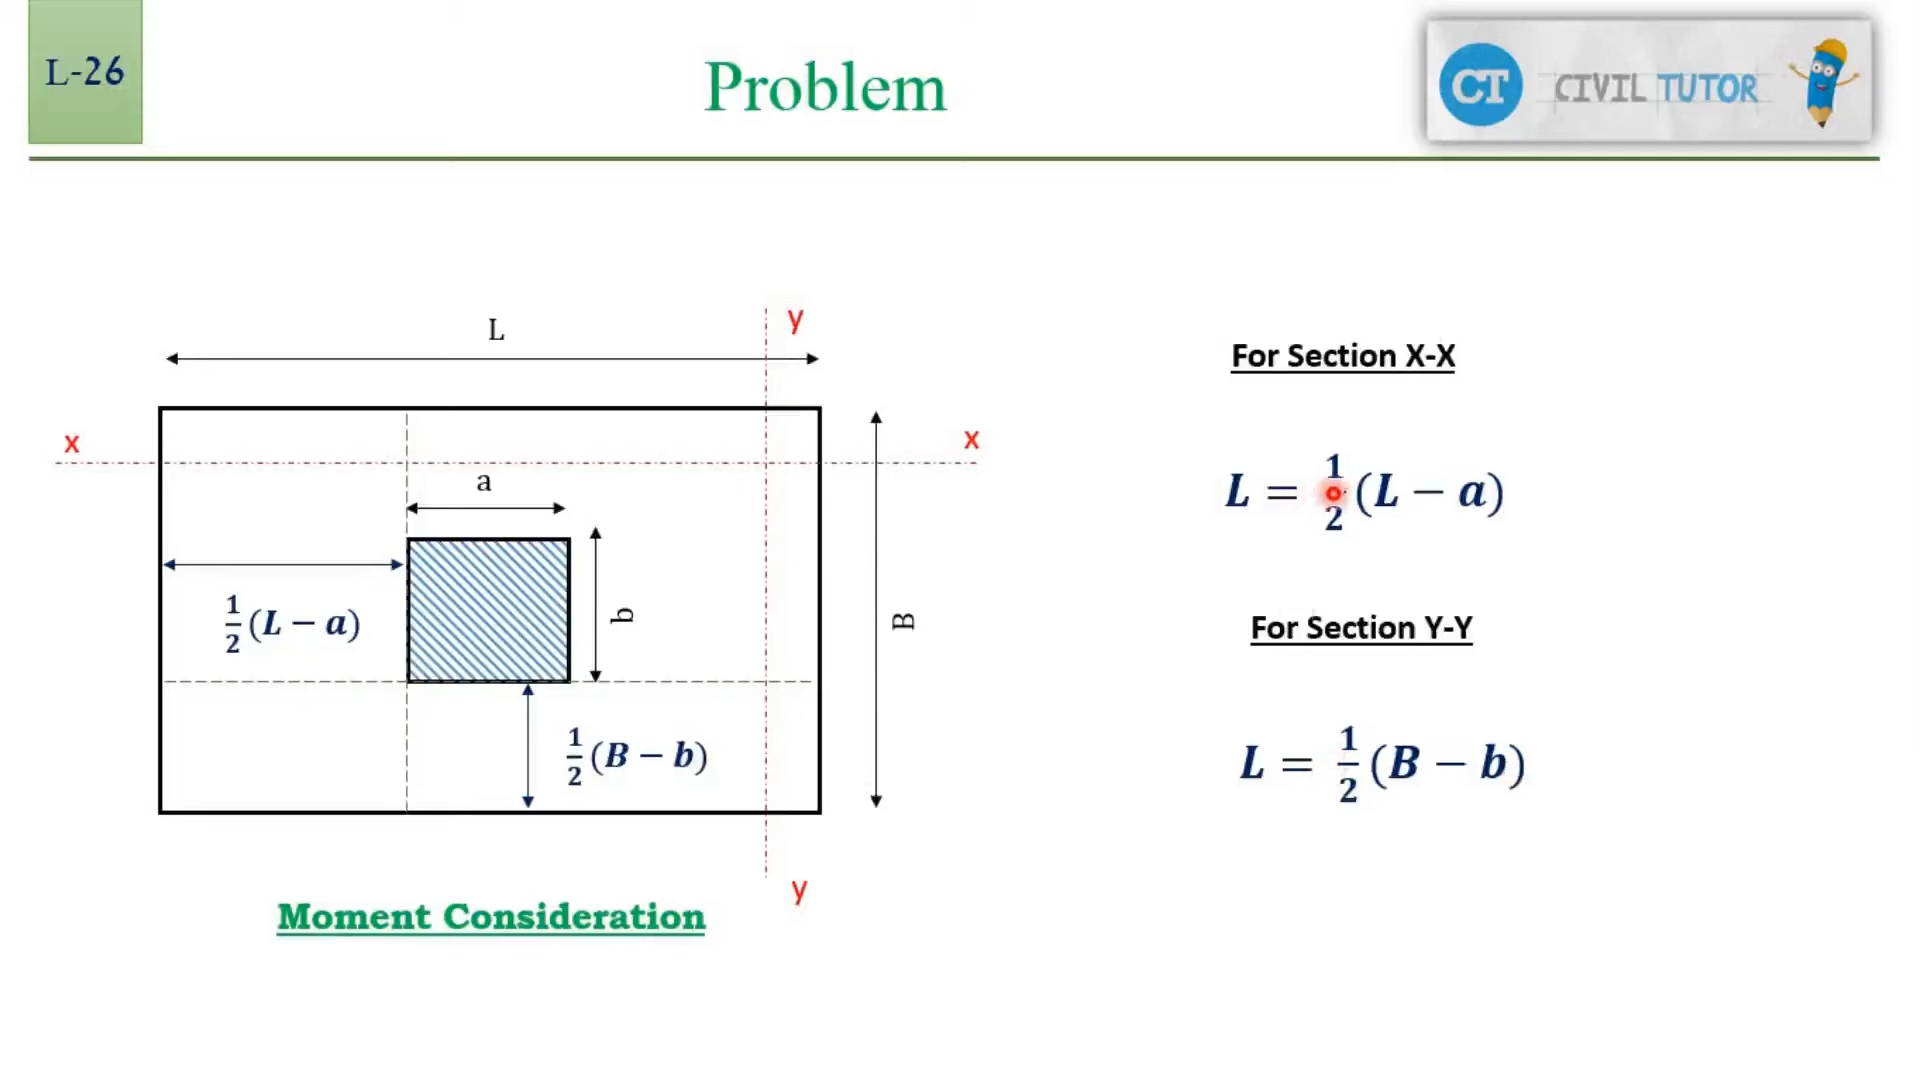 L-26
Problem
CT CIVIL TUTOR
L
y
x
x
a
b
B
1/2 (L − a)
1/2 (B − b)
y
Moment Consideration
For Section X-X
L = 1/2 (L − a)
For Section Y-Y
L = 1/2 (B − b)